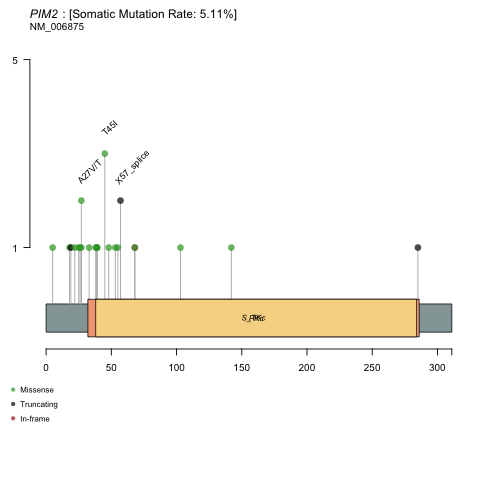 PIM2 : [Somatic Mutation Rate: 5.11%]
NM_006875
5
T45I
A27V/T
X57_splice
1
0 50 100 150 200 250 300
Missense
Truncating
In-frame